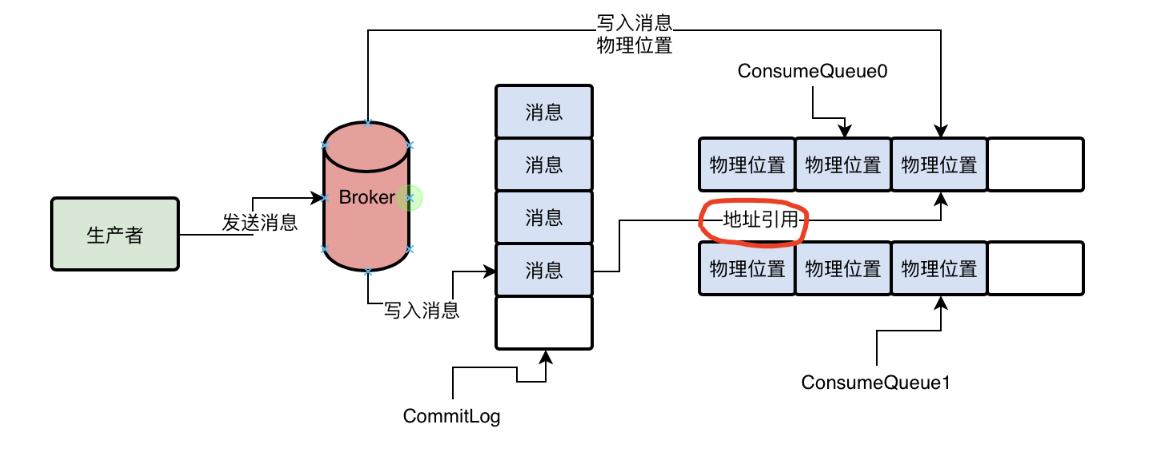 写入消息
物理位置
ConsumeQueue0
消息
消息
消息
消息
物理位置 物理位置 物理位置
Broker
生产者
发送消息
地址引用
物理位置 物理位置 物理位置
写入消息
ConsumeQueue1
CommitLog